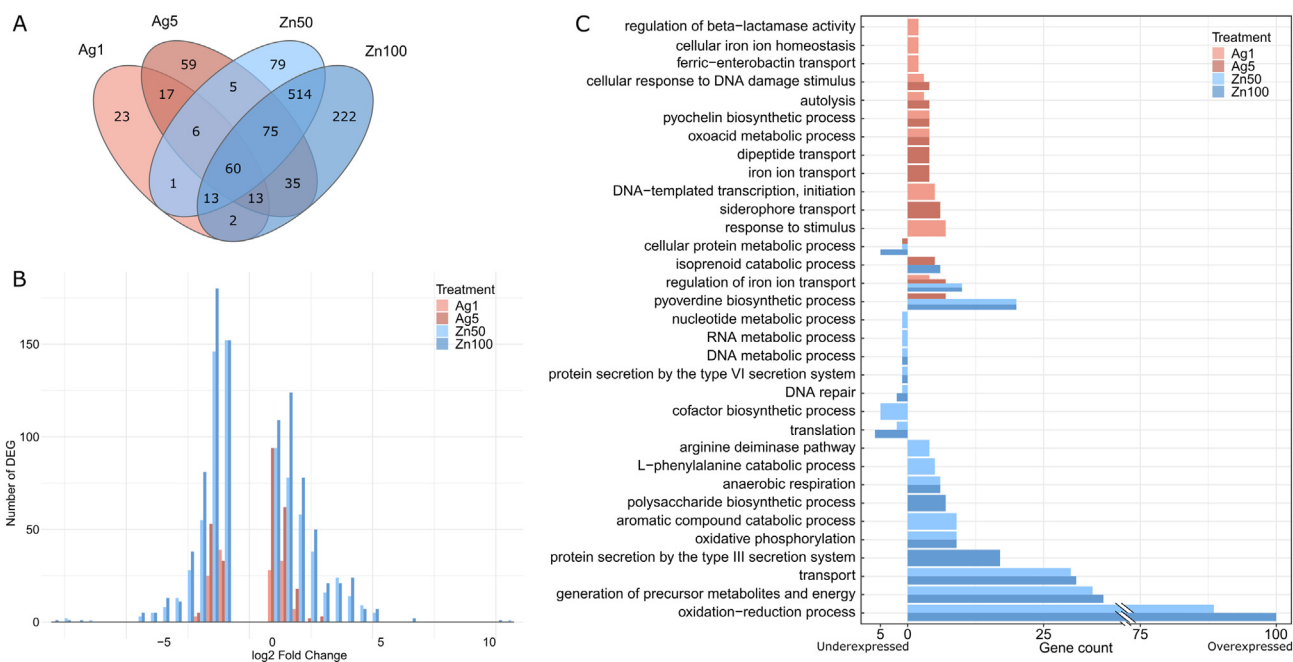 A
Ag1
Ag5
Zn50
Zn100
23
17
59
5
79
514
222
6
75
1
60
35
13
13
2
B
Treatment
Ag1
Ag5
Zn50
Zn100
Number of DEG
150
100
50
0
−5
0
5
10
log2 Fold Change
C
Treatment
Ag1
Ag5
Zn50
Zn100
regulation of beta−lactamase activity
cellular iron ion homeostasis
ferric−enterobactin transport
cellular response to DNA damage stimulus
autolysis
pyochelin biosynthetic process
oxoacid metabolic process
dipeptide transport
iron ion transport
DNA−templated transcription, initiation
siderophore transport
response to stimulus
cellular protein metabolic process
isoprenoid catabolic process
regulation of iron ion transport
pyoverdine biosynthetic process
nucleotide metabolic process
RNA metabolic process
DNA metabolic process
protein secretion by the type VI secretion system
DNA repair
cofactor biosynthetic process
translation
arginine deiminase pathway
L−phenylalanine catabolic process
anaerobic respiration
polysaccharide biosynthetic process
aromatic compound catabolic process
oxidative phosphorylation
protein secretion by the type III secretion system
transport
generation of precursor metabolites and energy
oxidation−reduction process
5
0
25
75
100
Underexpressed
Gene count
Overexpressed